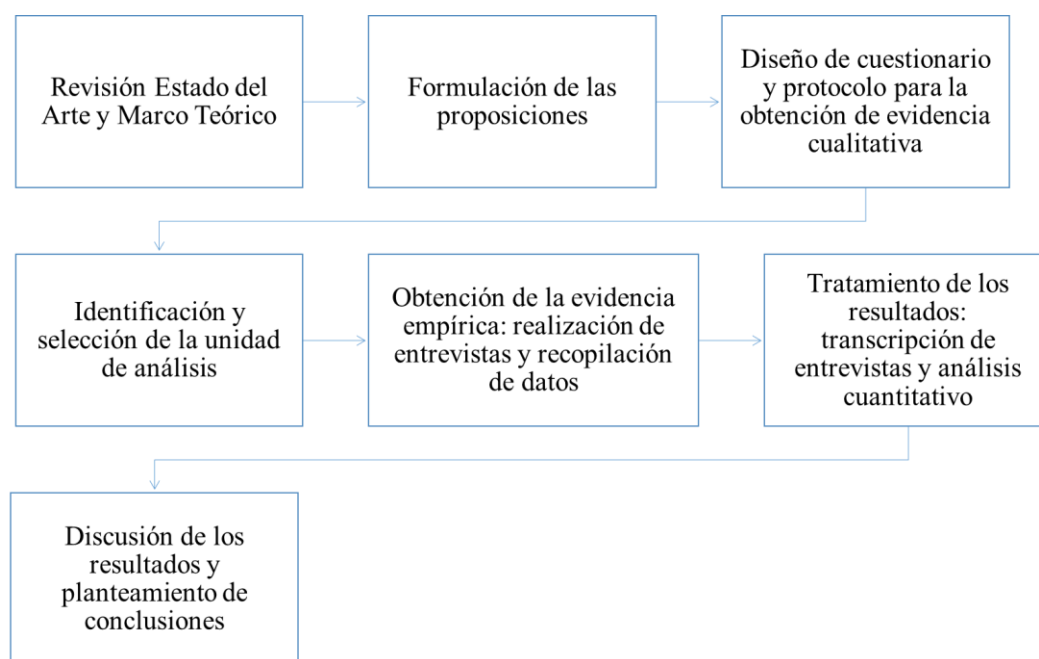 Revisión Estado del
Arte y Marco Teórico
Formulación de las
proposiciones
Diseño de cuestionario
y protocolo para la
obtención de evidencia
cualitativa
Identificación y
selección de la unidad
de análisis
Obtención de la evidencia
empírica: realización de
entrevistas y recopilación
de datos
Tratamiento de los
resultados:
transcripción de
entrevistas y análisis
cuantitativo
Discusión de los
resultados y
planteamiento de
conclusiones